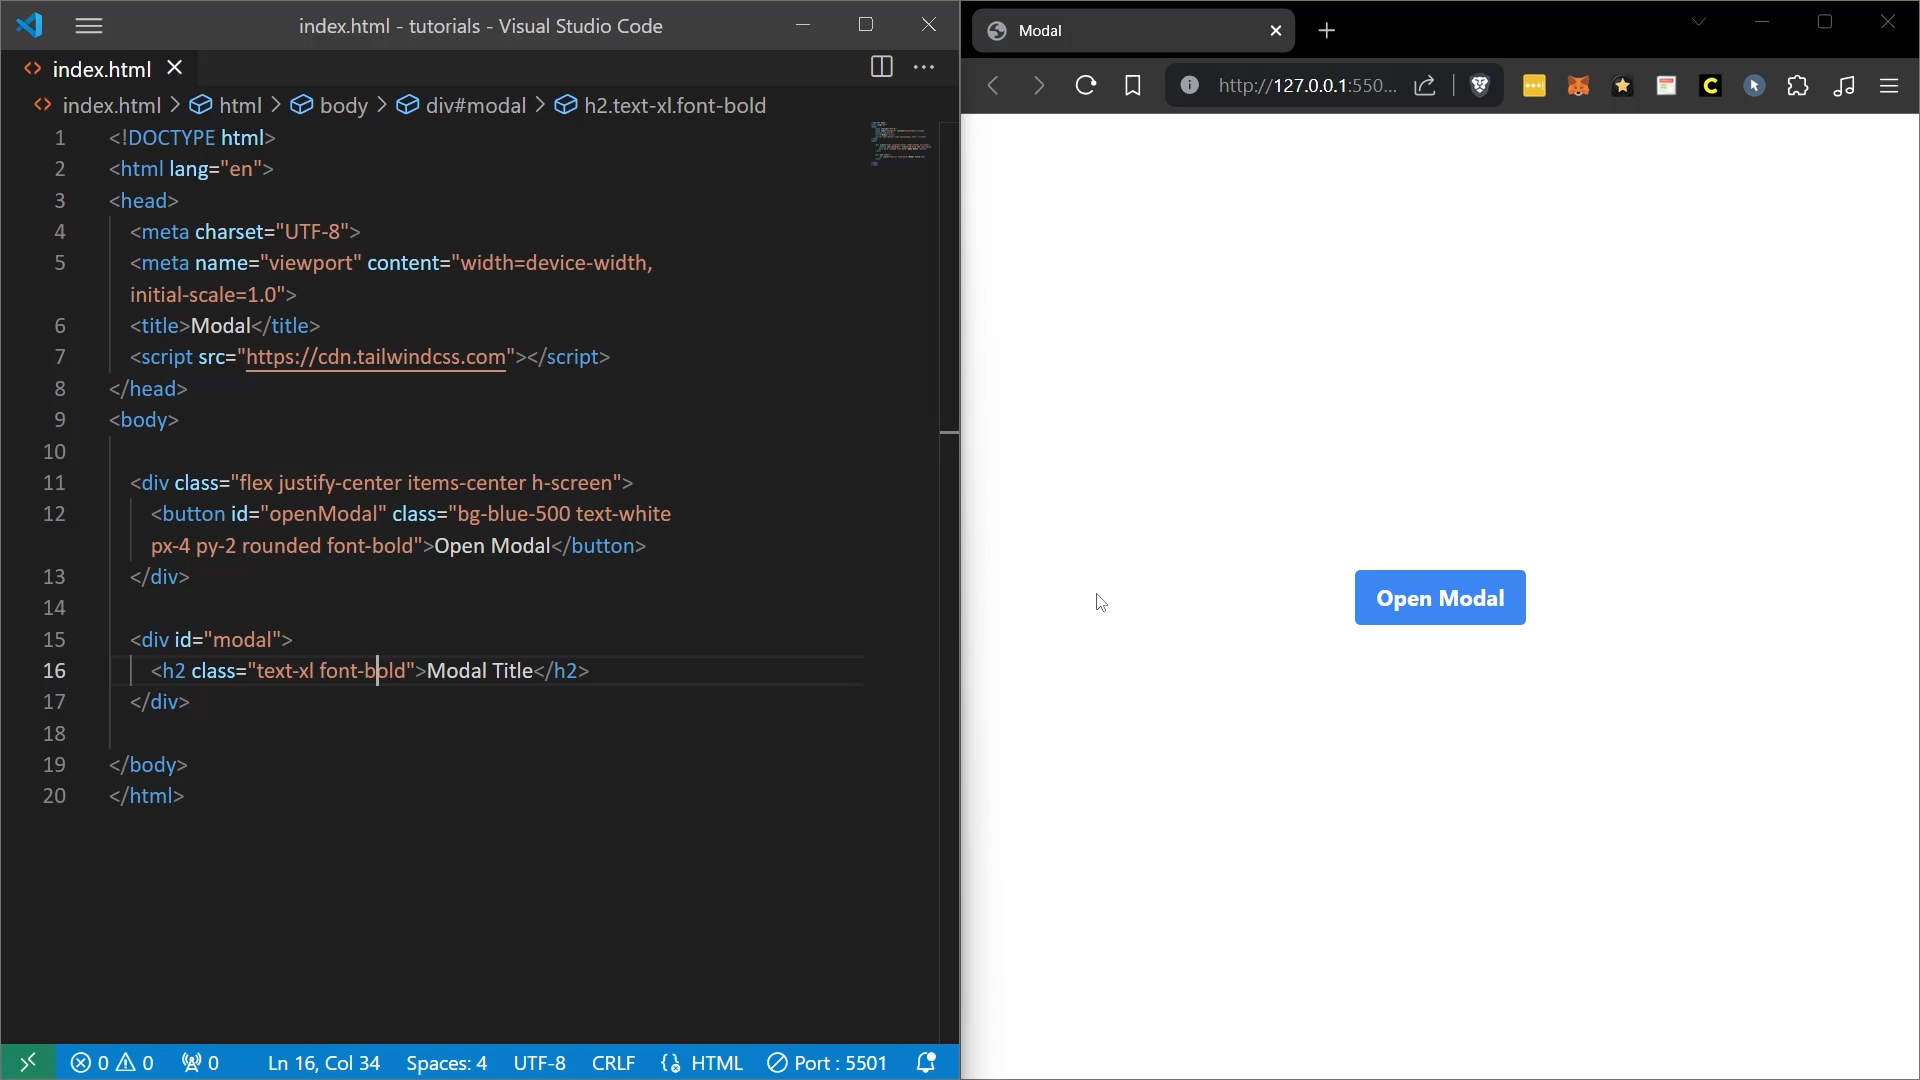 index.html - tutorials - Visual Studio Code
index.html
index.html > html > body > div#modal > h2.text-xl.font-bold
1 <!DOCTYPE html>
2 <html lang="en">
3 <head>
4 <meta charset="UTF-8">
5 <meta name="viewport" content="width=device-width,
initial-scale=1.0">
6 <title>Modal</title>
7 <script src="https://cdn.tailwindcss.com"></script>
8 </head>
9 <body>
10
11 <div class="flex justify-center items-center h-screen">
12 <button id="openModal" class="bg-blue-500 text-white
px-4 py-2 rounded font-bold">Open Modal</button>
13 </div>
14
15 <div id="modal">
16 <h2 class="text-xl font-bold">Modal Title</h2>
17 </div>
18
19 </body>
20 </html>
0 0 0 Ln 16, Col 34 Spaces: 4 UTF-8 CRLF HTML Port : 5501
Modal
http://127.0.0.1:550...
C
Open Modal